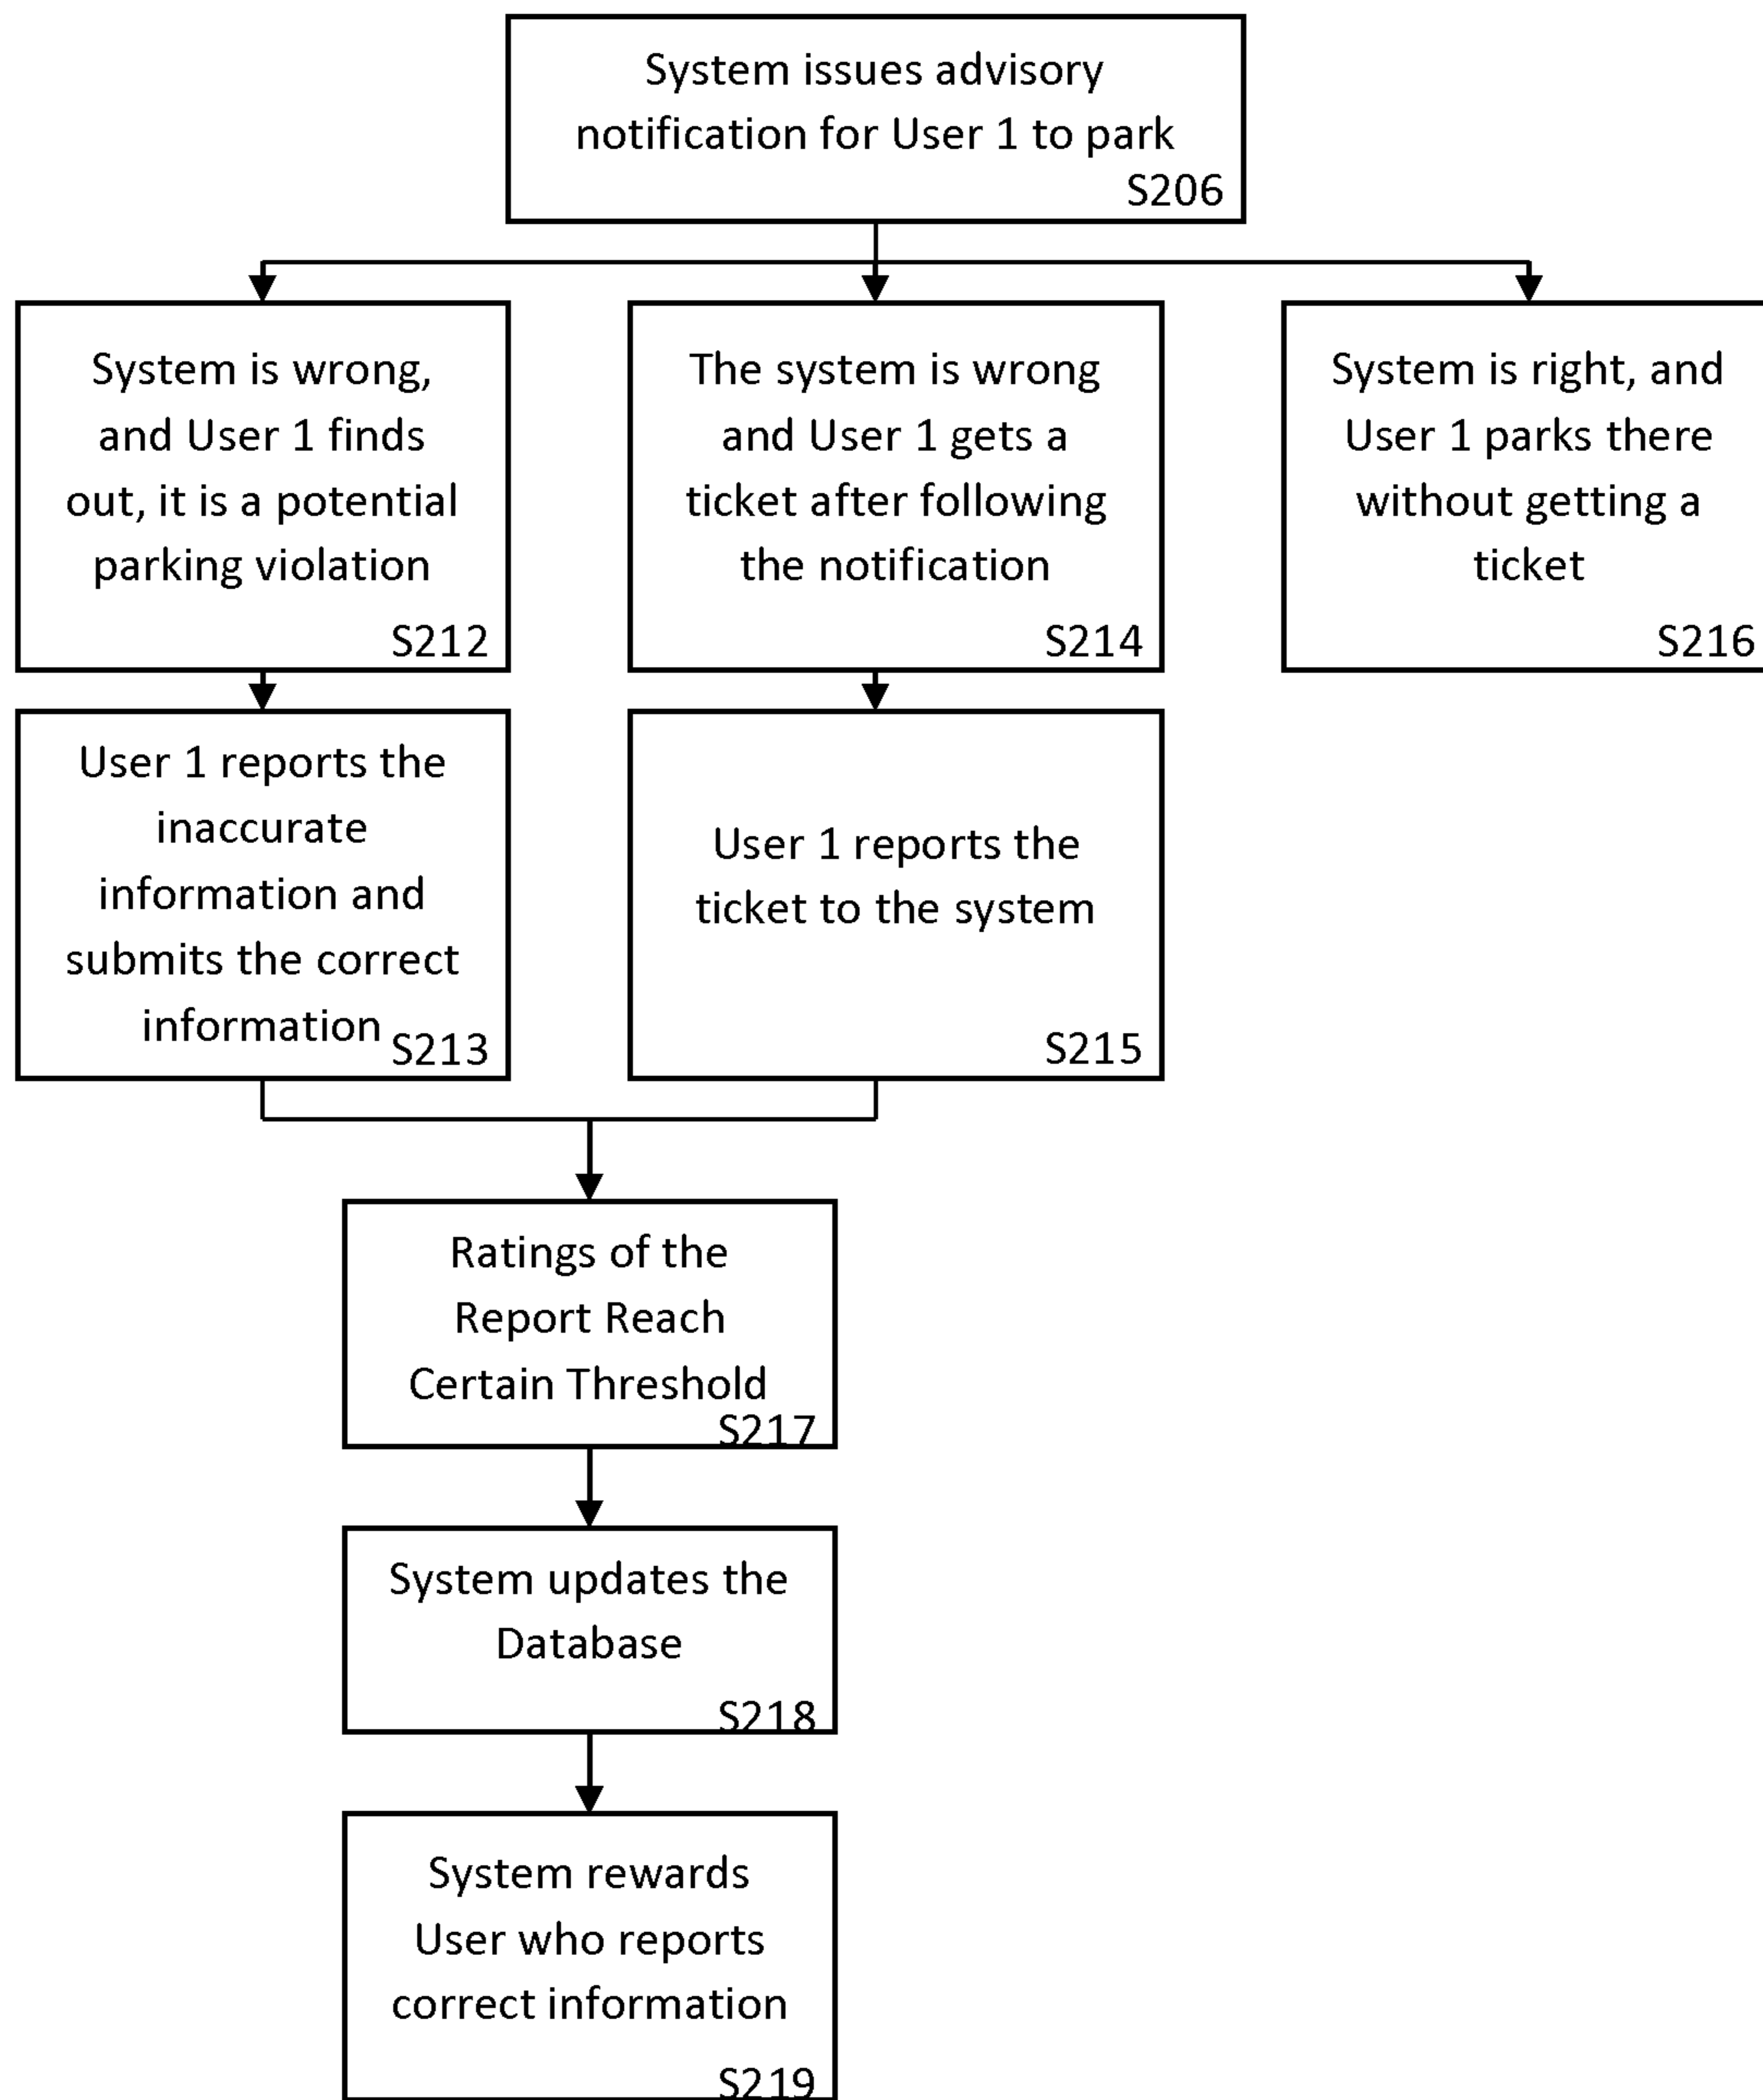 System issues advisory
notification for User 1 to park
S206
System is wrong,
and User 1 finds
out, it is a potential
parking violation
S212
The system is wrong
and User 1 gets a
ticket after following
the notification
S214
System is right, and
User 1 parks there
without getting a
ticket
S216
User 1 reports the
inaccurate
information and
submits the correct
information
S213
User 1 reports the
ticket to the system
S215
Ratings of the
Report Reach
Certain Threshold
S217
System updates the
Database
S218
System rewards
User who reports
correct information
S219